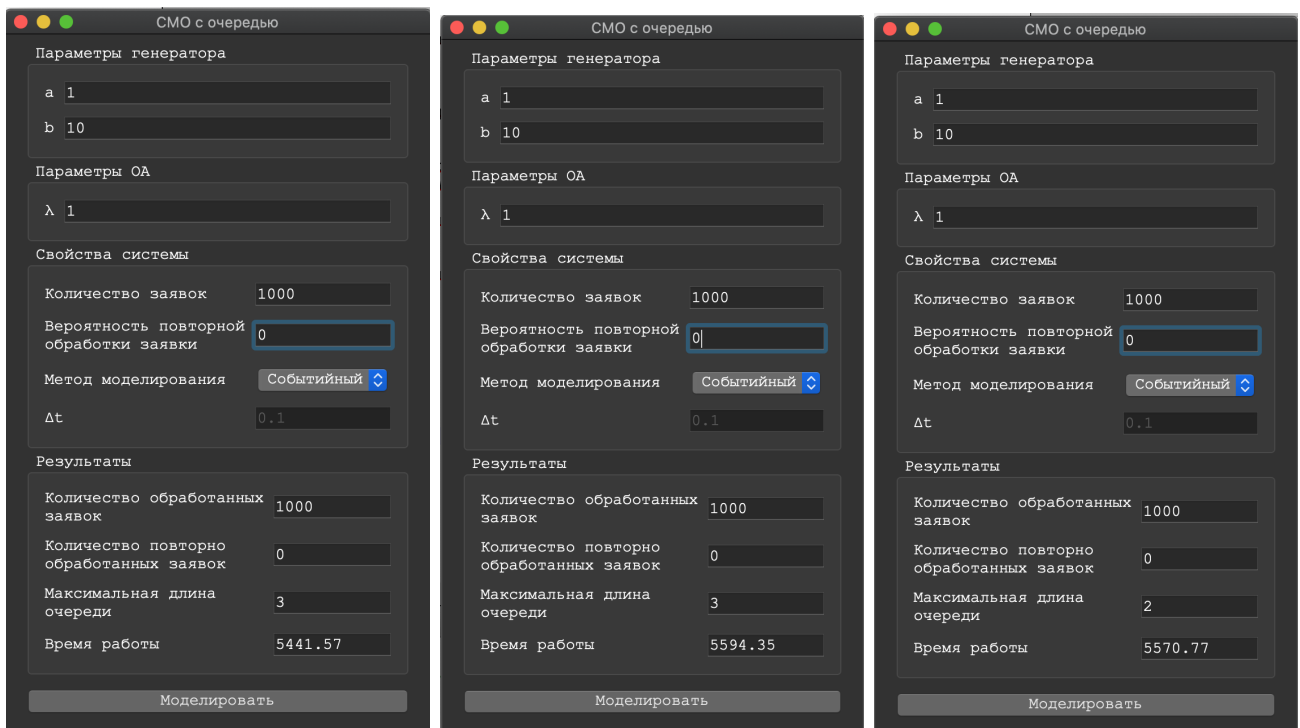 СМО с очередью
Параметры генератора
a 1
b 10
Параметры ОА
λ 1
Свойства системы
Количество заявок 1000
Вероятность повторной
обработки заявки 0
Метод моделирования Событийный
Δt 0.1
Результаты
Количество обработанных
заявок 1000
Количество повторно
обработанных заявок 0
Максимальная длина
очереди 3
Время работы 5441.57
Моделировать
СМО с очередью
Параметры генератора
a 1
b 10
Параметры ОА
λ 1
Свойства системы
Количество заявок 1000
Вероятность повторной
обработки заявки 0
Метод моделирования Событийный
Δt 0.1
Результаты
Количество обработанных
заявок 1000
Количество повторно
обработанных заявок 0
Максимальная длина
очереди 3
Время работы 5594.35
Моделировать
СМО с очередью
Параметры генератора
a 1
b 10
Параметры ОА
λ 1
Свойства системы
Количество заявок 1000
Вероятность повторной
обработки заявки 0
Метод моделирования Событийный
Δt 0.1
Результаты
Количество обработанных
заявок 1000
Количество повторно
обработанных заявок 0
Максимальная длина
очереди 2
Время работы 5570.77
Моделировать